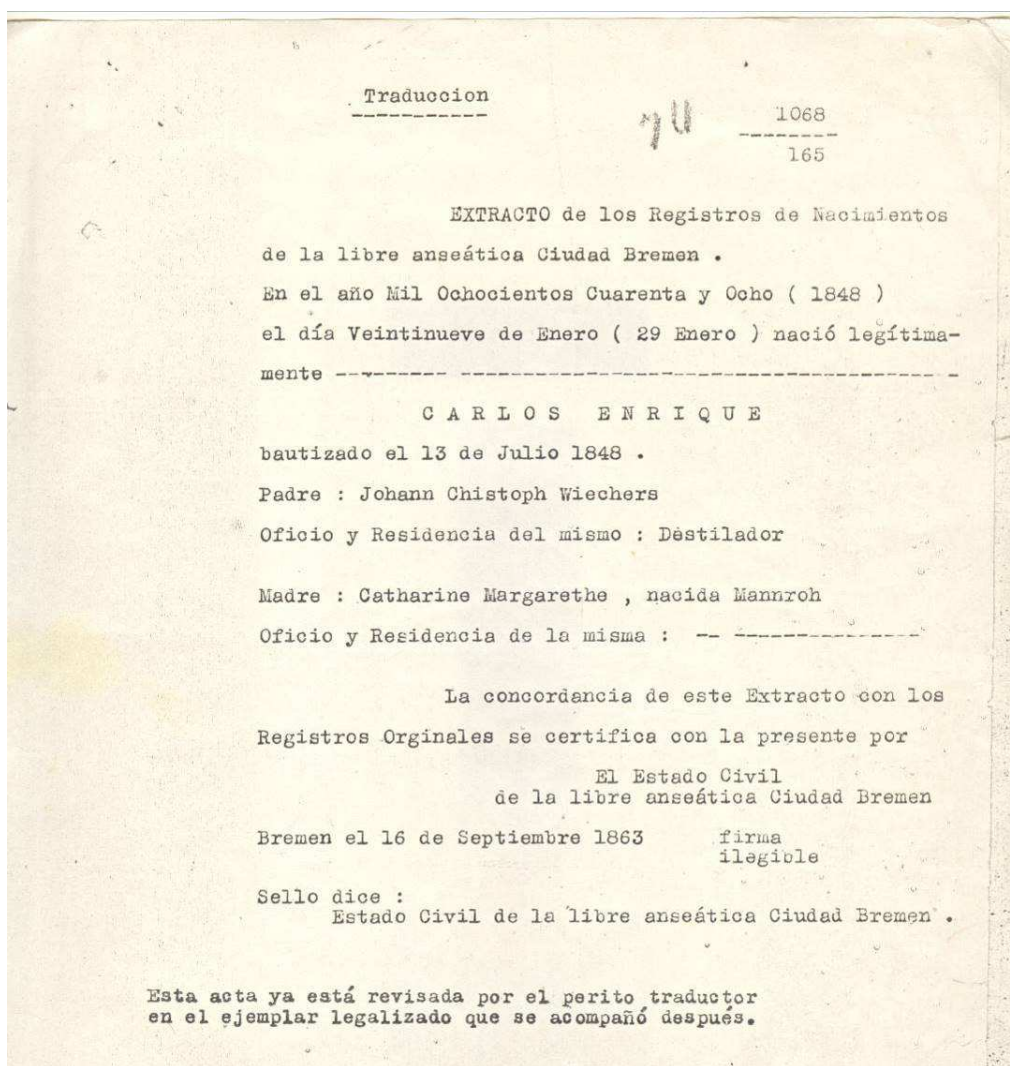 Traduccion
-----------
1068
--------
165
EXTRACTO de los Registros de Nacimientos
de la libre anseática Ciudad Bremen .
En el año Mil Ochocientos Cuarenta y Ocho ( 1848 )
el día Veintinueve de Enero ( 29 Enero ) nació legítima-
mente --------- ----------------------------------------
C A R L O S   E N R I Q U E
bautizado el 13 de Julio 1848 .
Padre : Johann Chistoph Wiechers
Oficio y Residencia del mismo : Destilador
Madre : Catharine Margarethe , nacida Mannroh
Oficio y Residencia de la misma : -- ---------------
La concordancia de este Extracto con los
Registros Orginales se certifica con la presente por
El Estado Civil
de la libre anseática Ciudad Bremen
Bremen el 16 de Septiembre 1863 firma
ilegible
Sello dice :
Estado Civil de la libre anseática Ciudad Bremen .
Esta acta ya está revisada por el perito traductor
en el ejemplar legalizado que se acompañó después.